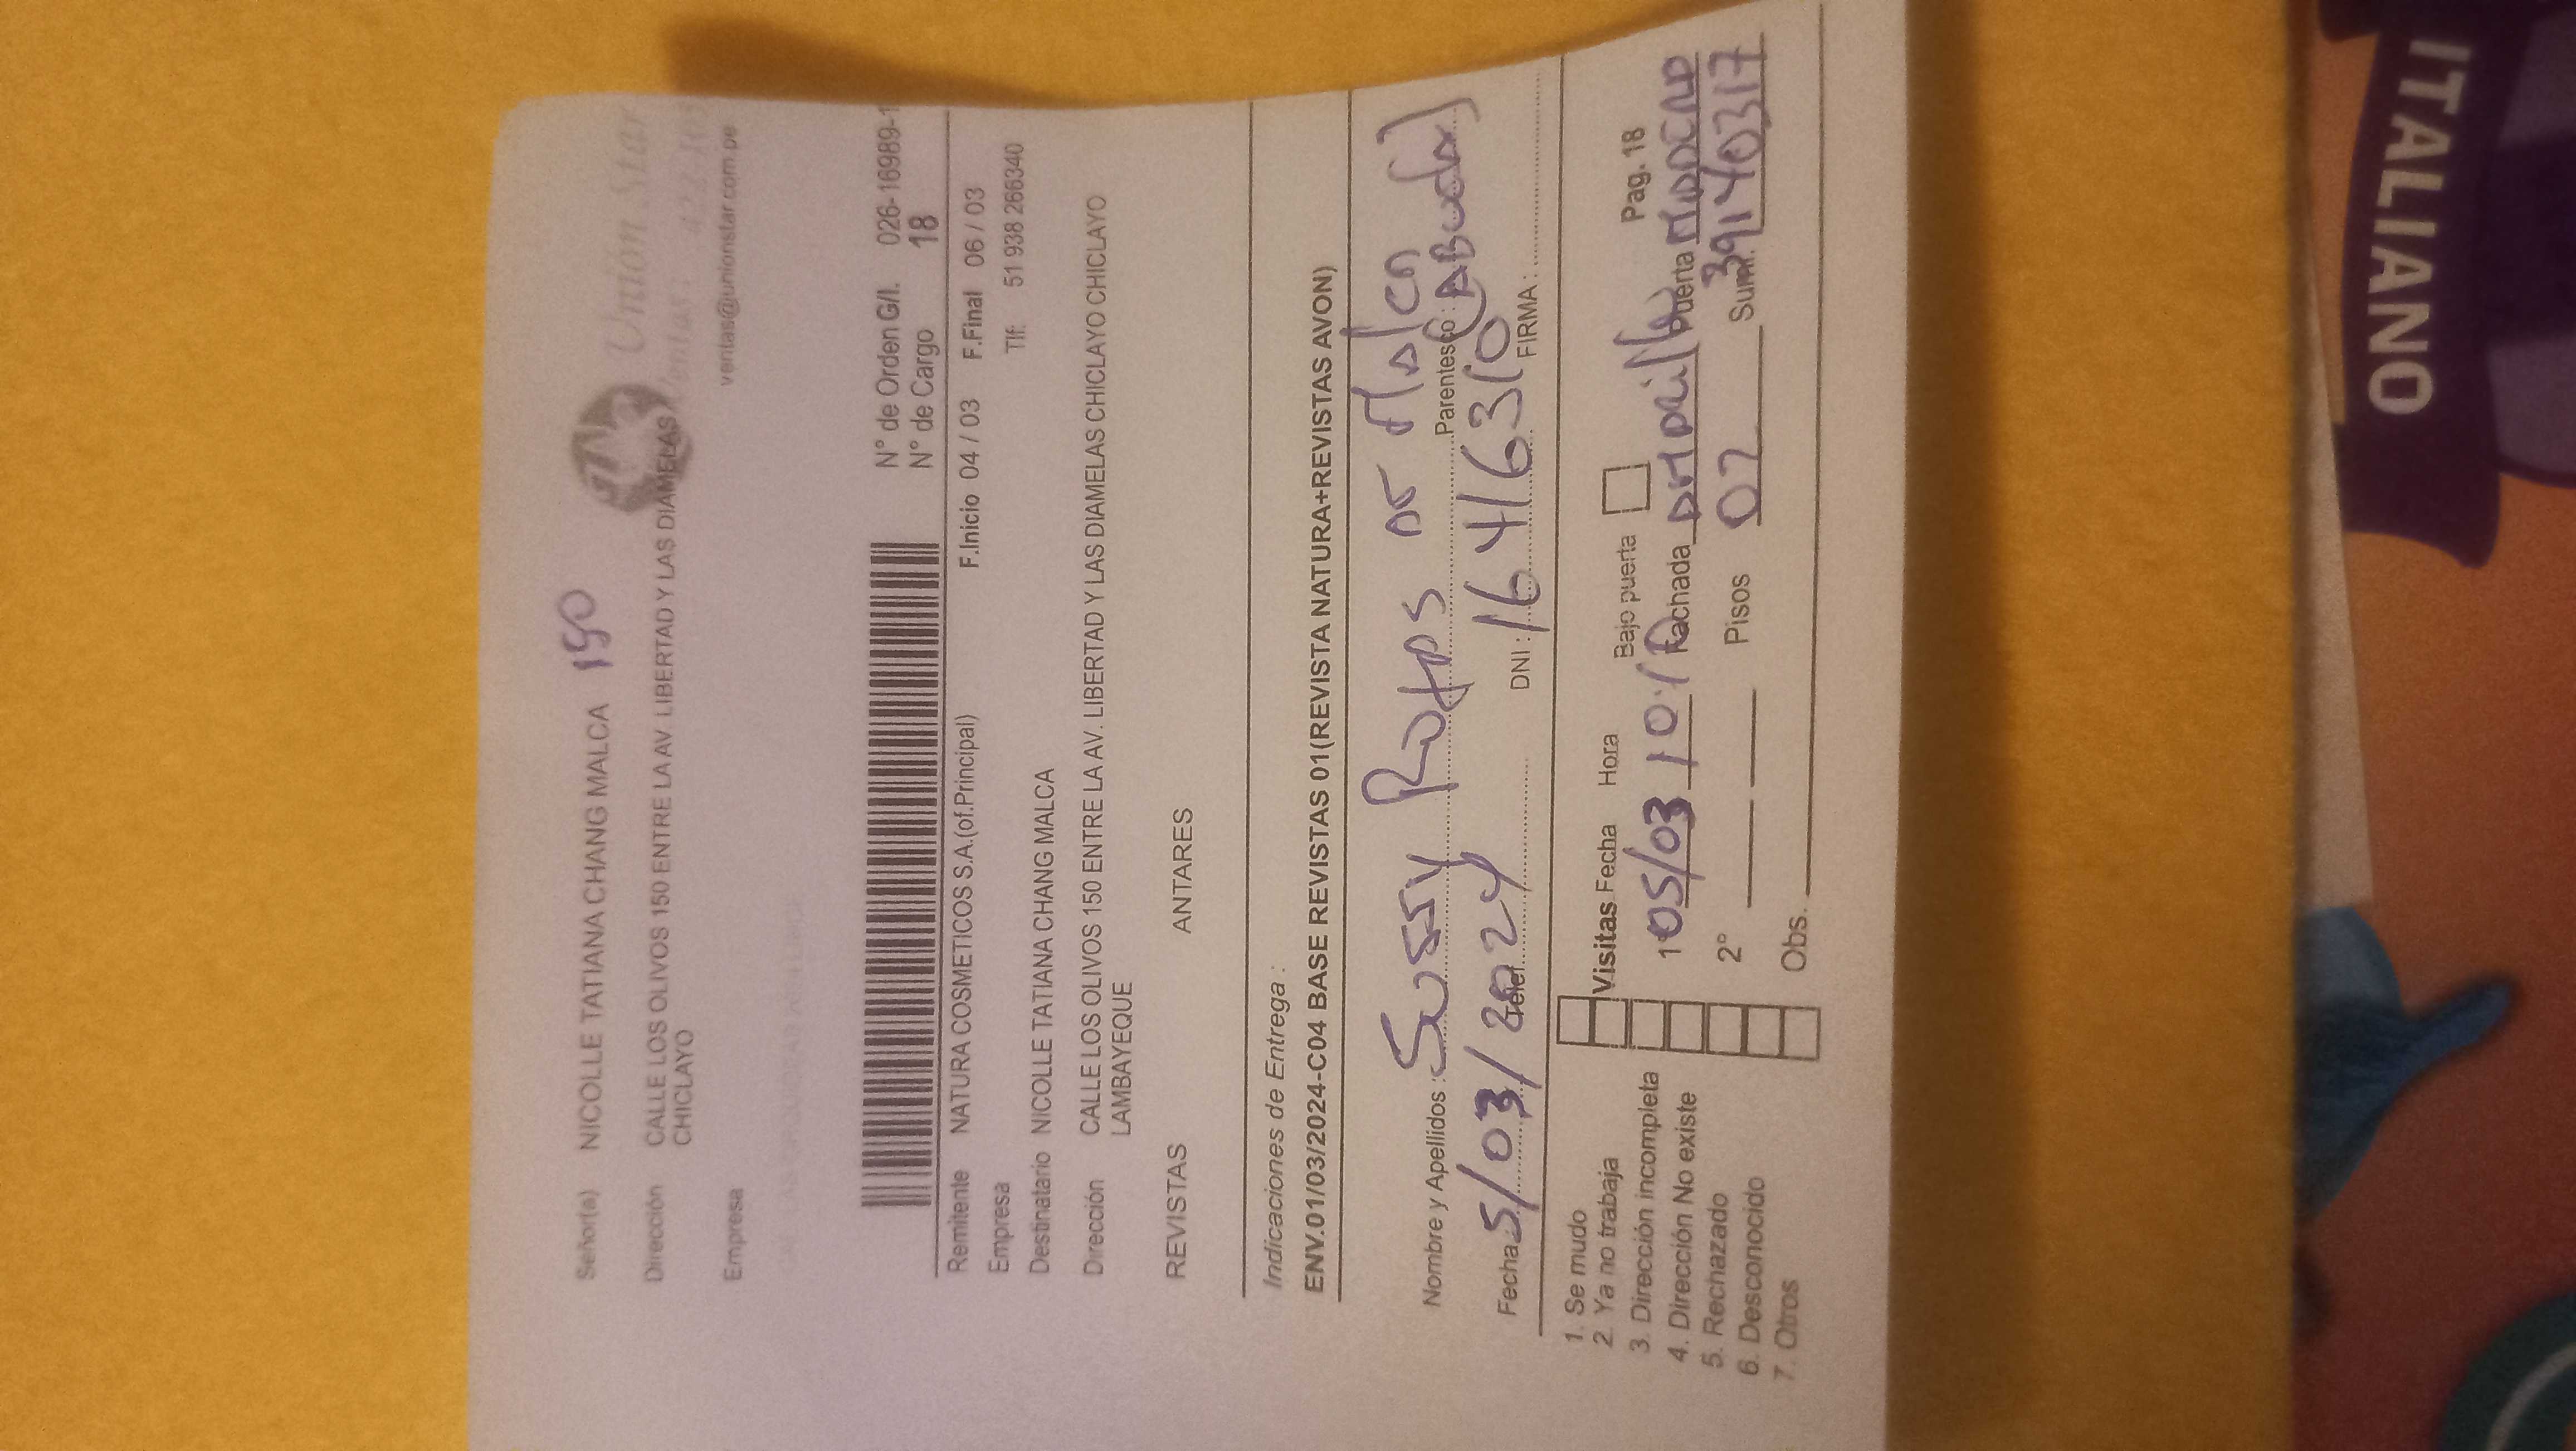 Señor(a) NICOLLE TATIANA CHANG MALCA 150
Unión Star
Dirección CALLE LOS OLIVOS 150 ENTRE LA AV. LIBERTAD Y LAS DIAMELAS
CHICLAYO
Empresa
ventas@unionstar.com.pe
N° de Orden G/I. 026-16989-1
N° de Cargo 18
Remitente NATURA COSMETICOS S.A.(of.Principal) F.Inicio 04 / 03 F.Final 06 / 03
Empresa Tlf: 51 938 266340
Destinatario NICOLLE TATIANA CHANG MALCA
Dirección CALLE LOS OLIVOS 150 ENTRE LA AV. LIBERTAD Y LAS DIAMELAS CHICLAYO CHICLAYO
LAMBAYEQUE
REVISTAS ANTARES
Indicaciones de Entrega :
ENV.01/03/2024-C04 BASE REVISTAS 01(REVISTA NATURA+REVISTAS AVON)
Nombre y Apellidos : Sussy
Parentesco :
Fecha: 5/03/2024 Telef. DNI : 16416310 FIRMA :
1. Se mudo
2. Ya no trabaja
3. Dirección incompleta
4. Dirección No existe
5. Rechazado
6. Desconocido
7. Otros
Visitas Fecha Hora Bajo puerta Pag. 18
1 05/03 Fachada Puerta
2° Pisos 02 Sum. 39140317
Obs.
ITALIANO